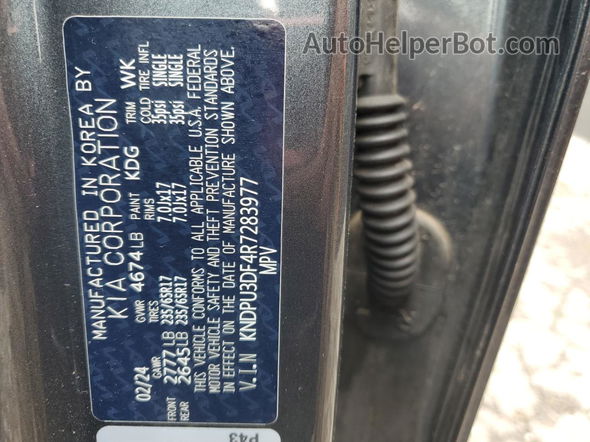 AutoHelperBot.com
MANUFACTURED IN KOREA BY
KIA CORPORATION
02/24 GVWR 4674LB PAINT KDG TRIM WK
GAWR TIRES RIMS COLD TIRE INFL
FRONT 2777LB 235/65R17 7.0Jx17 35psi SINGLE
REAR 2645LB 235/65R17 7.0Jx17 35psi SINGLE
THIS VEHICLE CONFORMS TO ALL APPLICABLE U.S.A. FEDERAL
MOTOR VEHICLE SAFETY AND THEFT PREVENTION STANDARDS
IN EFFECT ON THE DATE OF MANUFACTURE SHOWN ABOVE.
V.I.N KNDPU3DF4R7283977
MPV
P43